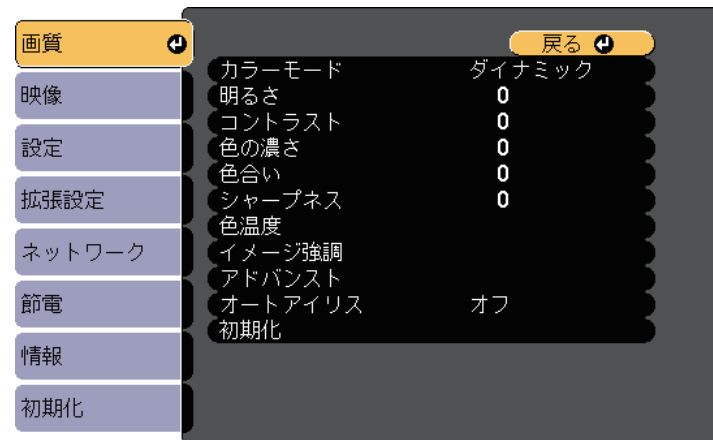 画質
映像
設定
拡張設定
ネットワーク
節電
情報
初期化
戻る
カラーモード ダイナミック
明るさ 0
コントラスト 0
色の濃さ 0
色合い 0
シャープネス 0
色温度
イメージ強調
アドバンスト
オートアイリス オフ
初期化